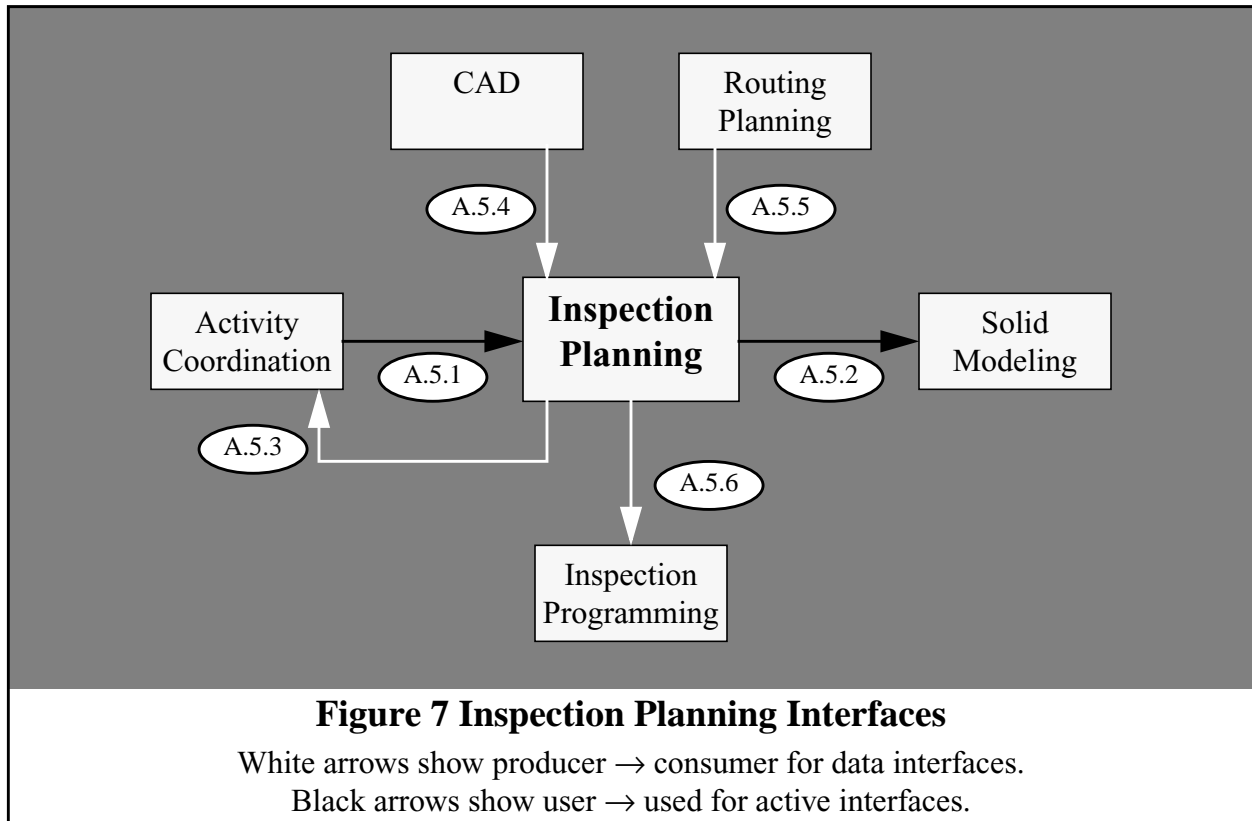 CAD
Routing
Planning
A.5.4
A.5.5
Activity
Coordination
Inspection
Planning
Solid
Modeling
A.5.1
A.5.2
A.5.3
A.5.6
Inspection
Programming
Figure 7 Inspection Planning Interfaces
White arrows show producer → consumer for data interfaces.
Black arrows show user → used for active interfaces.